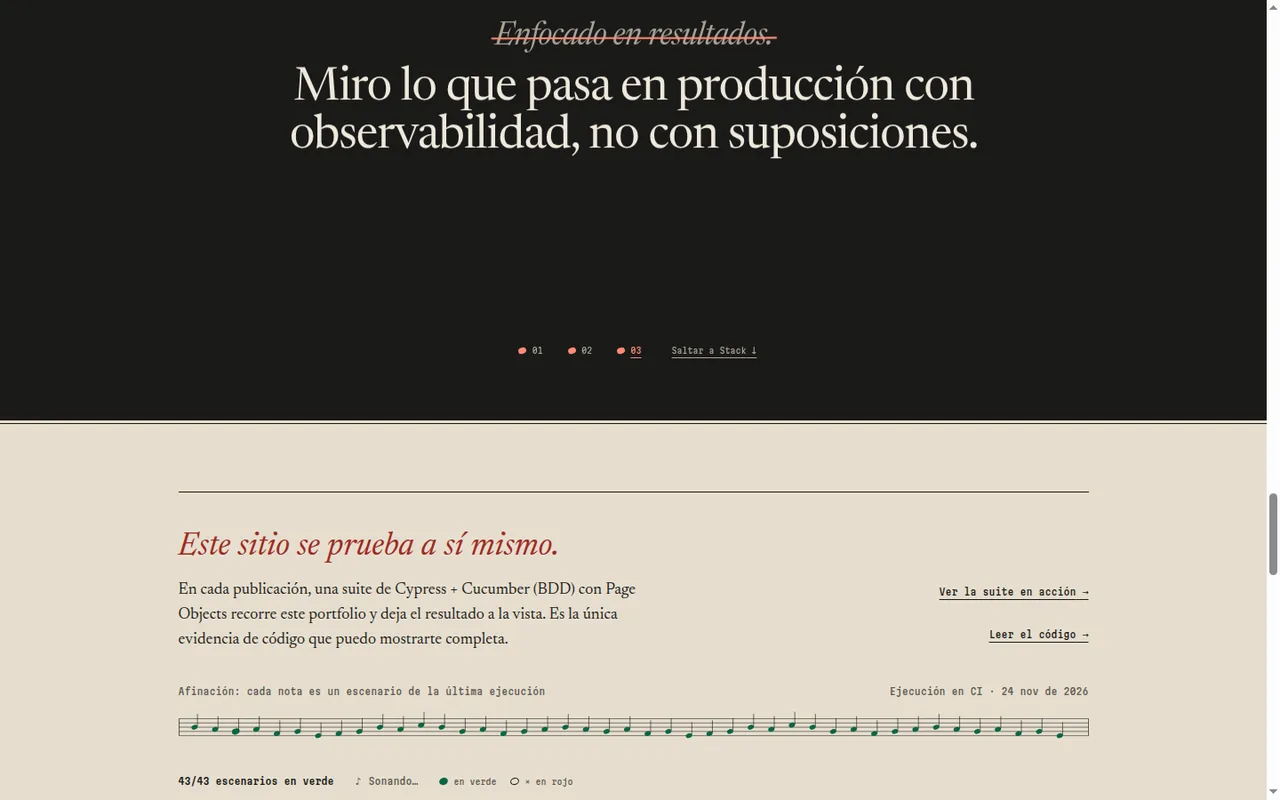 Enfocado en resultados.
Miro lo que pasa en producción con
observabilidad, no con suposiciones.
01 02 03 Saltar a Stack ↓
Este sitio se prueba a sí mismo.
En cada publicación, una suite de Cypress + Cucumber (BDD) con Page
Objects recorre este portfolio y deja el resultado a la vista. Es la única
evidencia de código que puedo mostrarte completa.
Ver la suite en acción →
Leer el código →
Afinación: cada nota es un escenario de la última ejecución
Ejecución en CI · 24 nov de 2026
43/43 escenarios en verde ♪ Sonando… en verde × en rojo